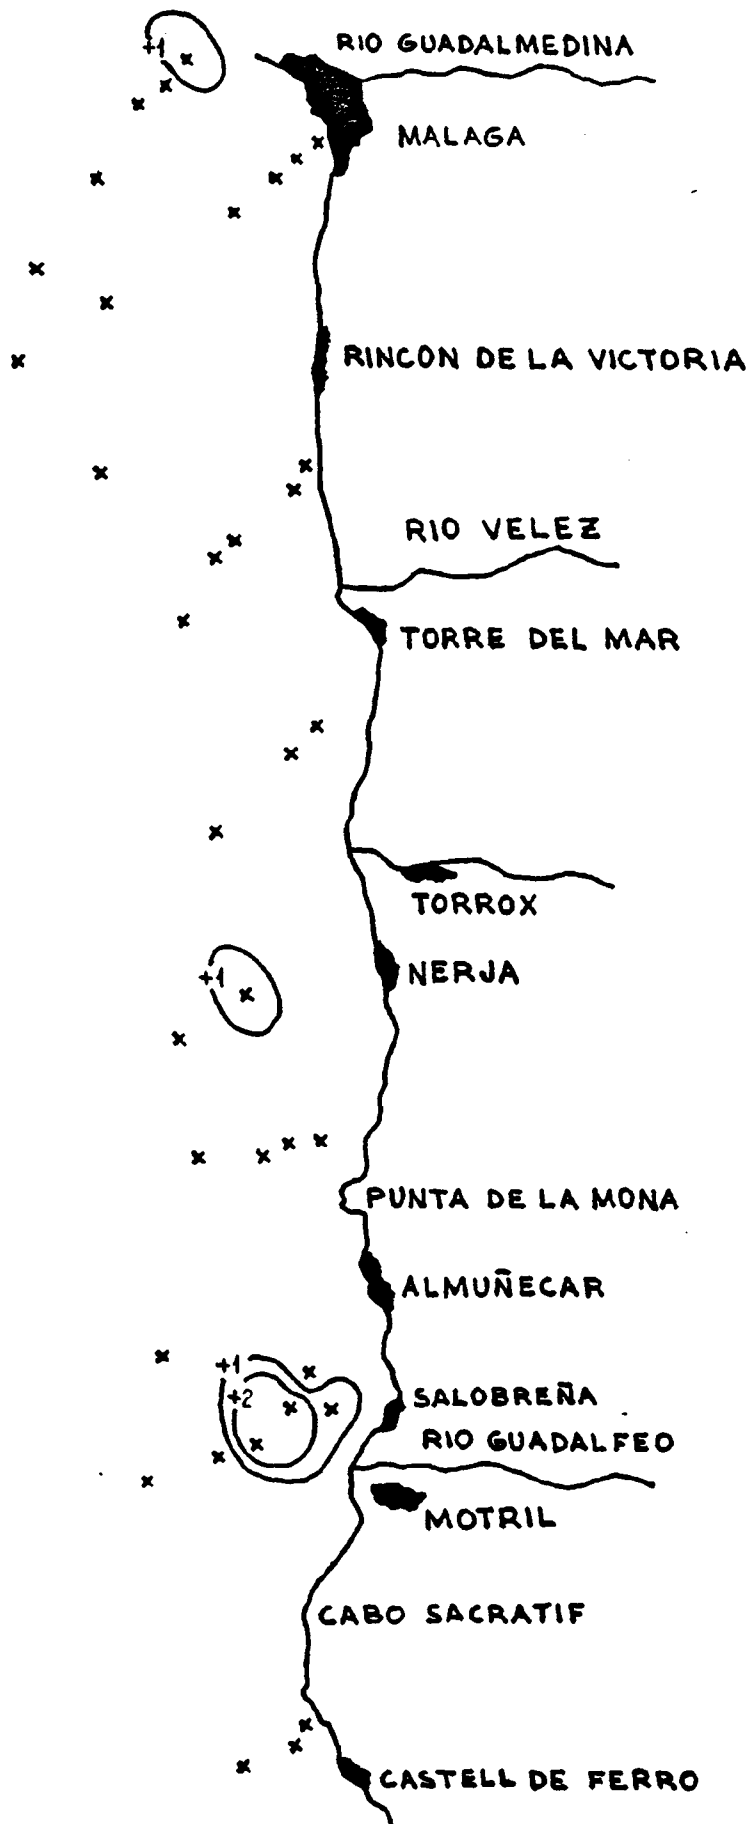 +1
RIO GUADALMEDINA
MALAGA
RINCON DE LA VICTORIA
RIO VELEZ
TORRE DEL MAR
TORROX
NERJA
+1
PUNTA DE LA MONA
ALMUÑECAR
+1
+2
SALOBREÑA
RIO GUADALFEO
MOTRIL
CABO SACRATIF
CASTELL DE FERRO